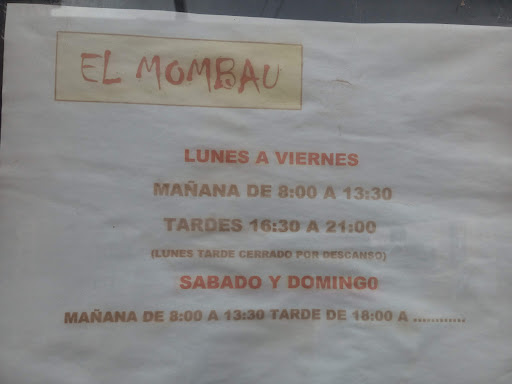 EL MOMBAU
LUNES A VIERNES
MAÑANA DE 8:00 A 13:30
TARDES 16:30 A 21:00
(LUNES TARDE CERRADO POR DESCANSO)
SABADO Y DOMINGO
MAÑANA DE 8:00 A 13:30 TARDE DE 18:00 A ............